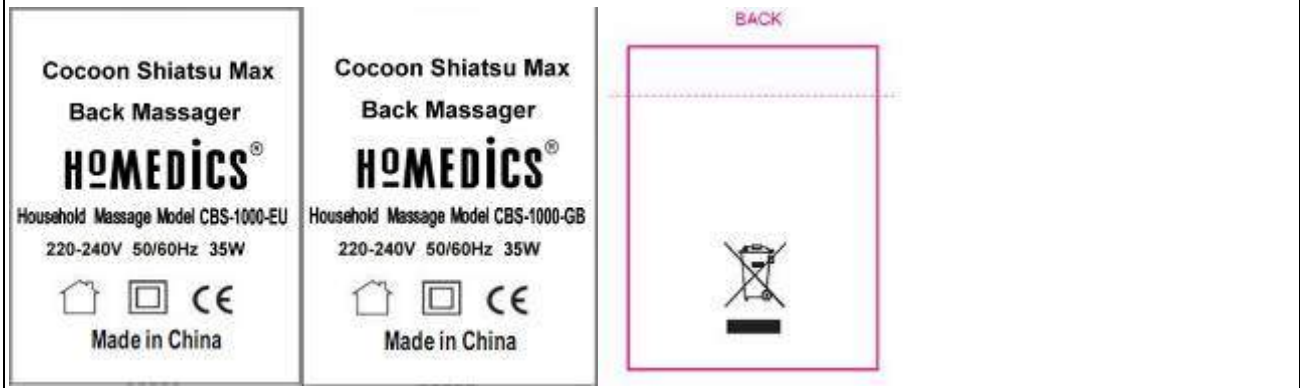 Cocoon Shiatsu Max
Back Massager
HoMEDiCS®
Household Massage Model CBS-1000-EU
220-240V 50/60Hz 35W
CE
Made in China
Cocoon Shiatsu Max
Back Massager
HoMEDiCS®
Household Massage Model CBS-1000-GB
220-240V 50/60Hz 35W
CE
Made in China
BACK